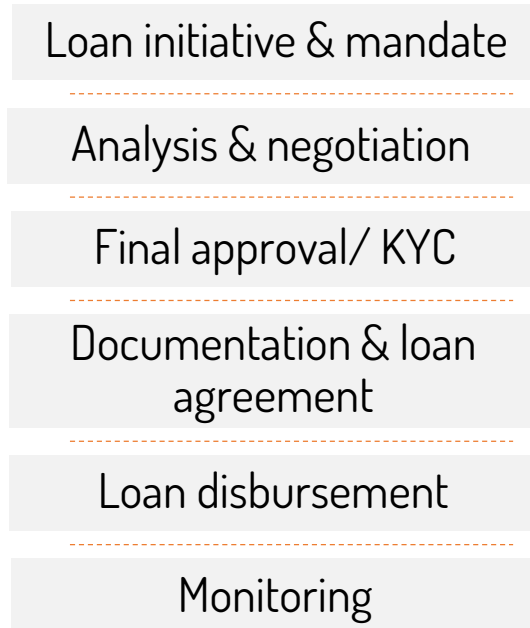 Loan initiative & mandate
Analysis & negotiation
Final approval/ KYC
Documentation & loan
agreement
Loan disbursement
Monitoring